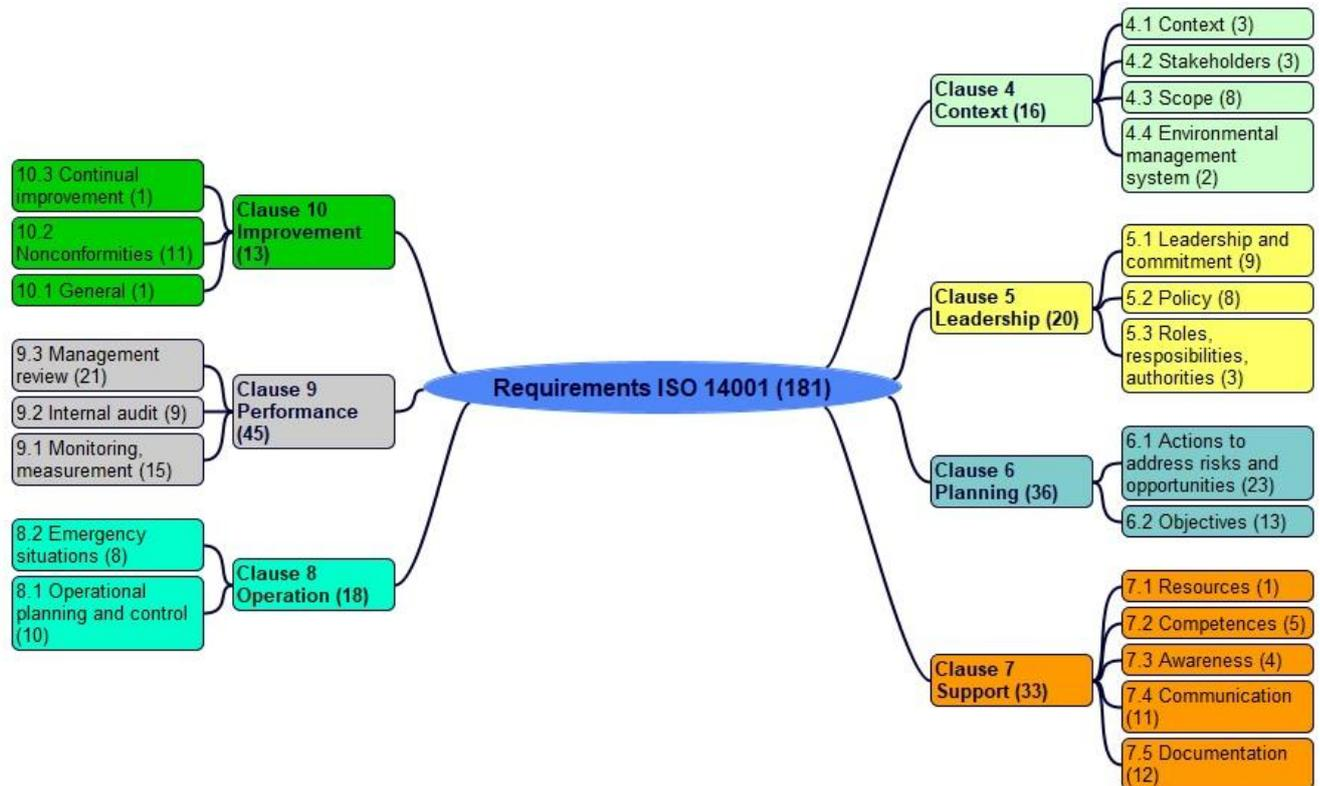 Requirements ISO 14001 (181)
Clause 4
Context (16)
4.1 Context (3)
4.2 Stakeholders (3)
4.3 Scope (8)
4.4 Environmental
management
system (2)
Clause 5
Leadership (20)
5.1 Leadership and
commitment (9)
5.2 Policy (8)
5.3 Roles,
resposibilities,
authorities (3)
Clause 6
Planning (36)
6.1 Actions to
address risks and
opportunities (23)
6.2 Objectives (13)
Clause 7
Support (33)
7.1 Resources (1)
7.2 Competences (5)
7.3 Awareness (4)
7.4 Communication
(11)
7.5 Documentation
(12)
Clause 8
Operation (18)
8.2 Emergency
situations (8)
8.1 Operational
planning and control
(10)
Clause 9
Performance
(45)
9.3 Management
review (21)
9.2 Internal audit (9)
9.1 Monitoring,
measurement (15)
Clause 10
Improvement
(13)
10.3 Continual
improvement (1)
10.2
Nonconformities (11)
10.1 General (1)